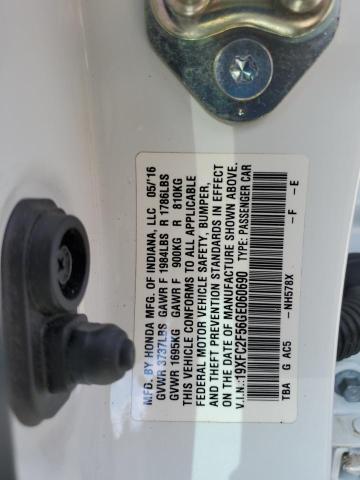 MFD. BY HONDA MFG. OF INDIANA, LLC 05/'16
GVWR 3737LBS GAWR F 1984LBS R 1786LBS
GVWR 1695KG GAWR F 900KG R 810KG
THIS VEHICLE CONFORMS TO ALL APPLICABLE
FEDERAL MOTOR VEHICLE SAFETY, BUMPER,
AND THEFT PREVENTION STANDARDS IN EFFECT
ON THE DATE OF MANUFACTURE SHOWN ABOVE.
V.I.N.:19XFC2F56GE060690 TYPE: PASSENGER CAR
TBA G AC5 -NH578X -F -E